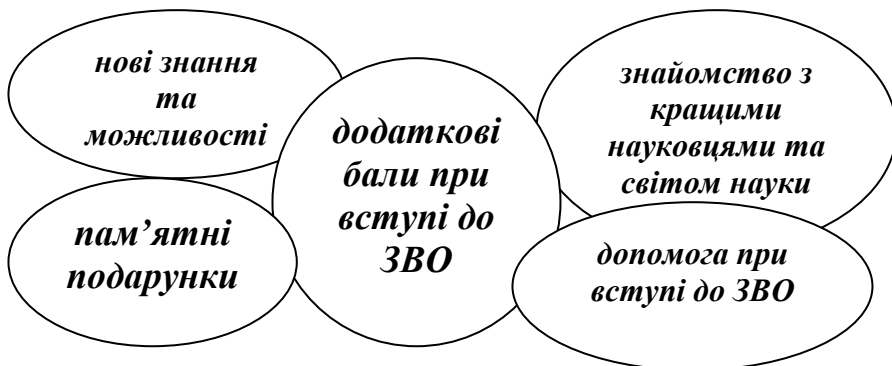 нові знання
та
можливості
пам’ятні
подарунки
додаткові
бали при
вступі до
ЗВО
знайомство з
кращими
науковцями та
світом науки
допомога при
вступі до ЗВО